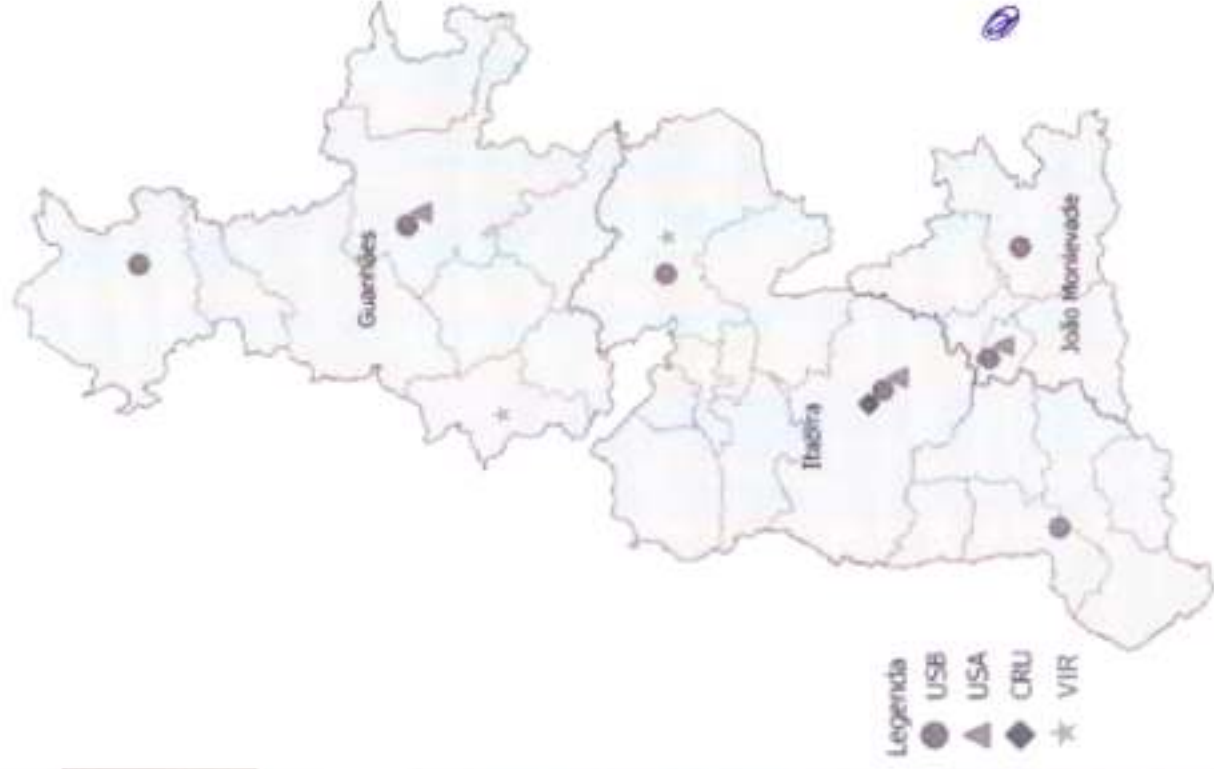 Guanhães
Itabira
João Monlevade
Legenda
USB
USA
CRU
VIR